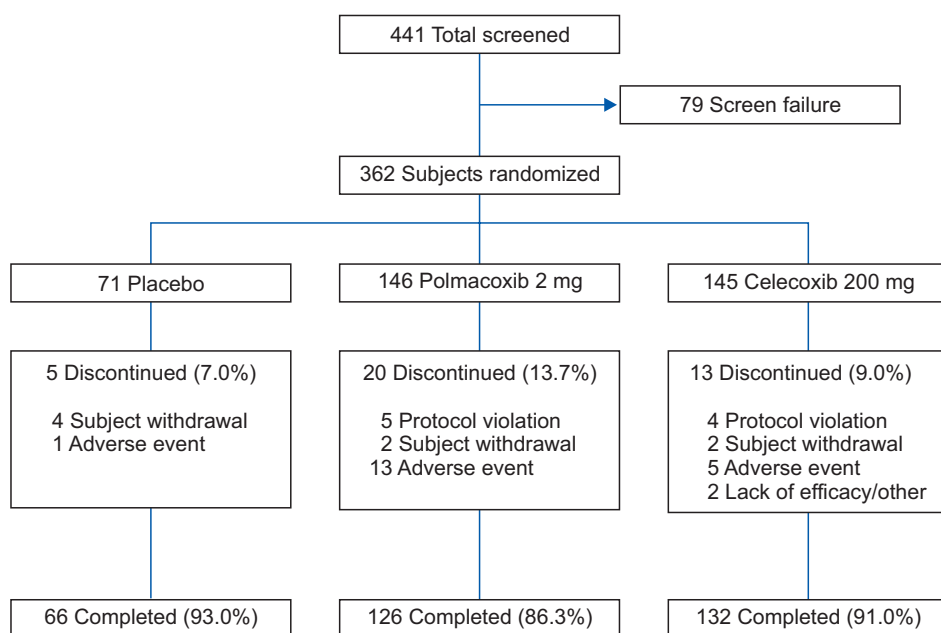 441 Total screened
79 Screen failure
362 Subjects randomized
71 Placebo
146 Polmacoxib 2 mg
145 Celecoxib 200 mg
5 Discontinued (7.0%)
4 Subject withdrawal
1 Adverse event
20 Discontinued (13.7%)
5 Protocol violation
2 Subject withdrawal
13 Adverse event
13 Discontinued (9.0%)
4 Protocol violation
2 Subject withdrawal
5 Adverse event
2 Lack of efficacy/other
66 Completed (93.0%)
126 Completed (86.3%)
132 Completed (91.0%)